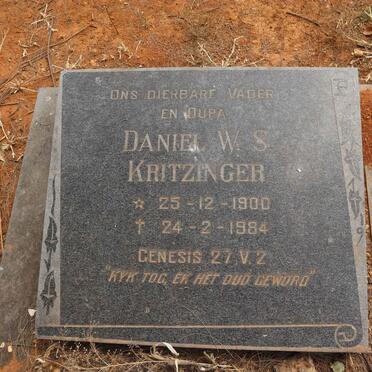 ONS DIERBARE VADER
EN OUPA
DANIEL W. S.
KRITZINGER
☆ 25-12-1900
✝ 24-2-1984
GENESIS 27 V. 2
"KYK TOG, EK HET OUD GEWORD"